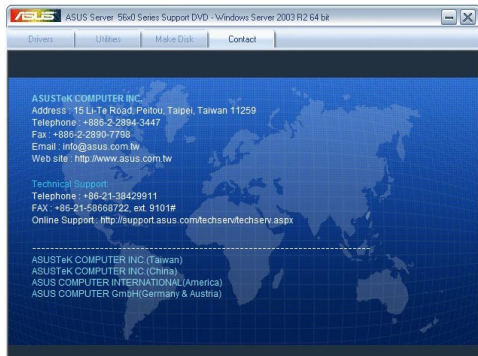 ASUS ASUS Server 56x0 Series Support DVD - Windows Server 2003 R2 64 bit
Drivers Utilities Make Disk Contact
ASUSTeK COMPUTER INC.
Address : 15 Li-Te Road, Peitou, Taipei, Taiwan 11259
Telephone : +886-2-2894-3447
Fax : +886-2-2890-7798
Email : info@asus.com.tw
Web site : http://www.asus.com.tw
Technical Support:
Telephone : +86-21-38429911
FAX : +86-21-58668722, ext. 9101#
Online Support : http://support.asus.com/techserv/techserv.aspx
--------------------------------------------------------------------------------
ASUSTeK COMPUTER INC.(Taiwan)
ASUSTeK COMPUTER INC.(China)
ASUS COMPUTER INTERNATIONAL(America)
ASUS COMPUTER GmbH(Germany & Austria)